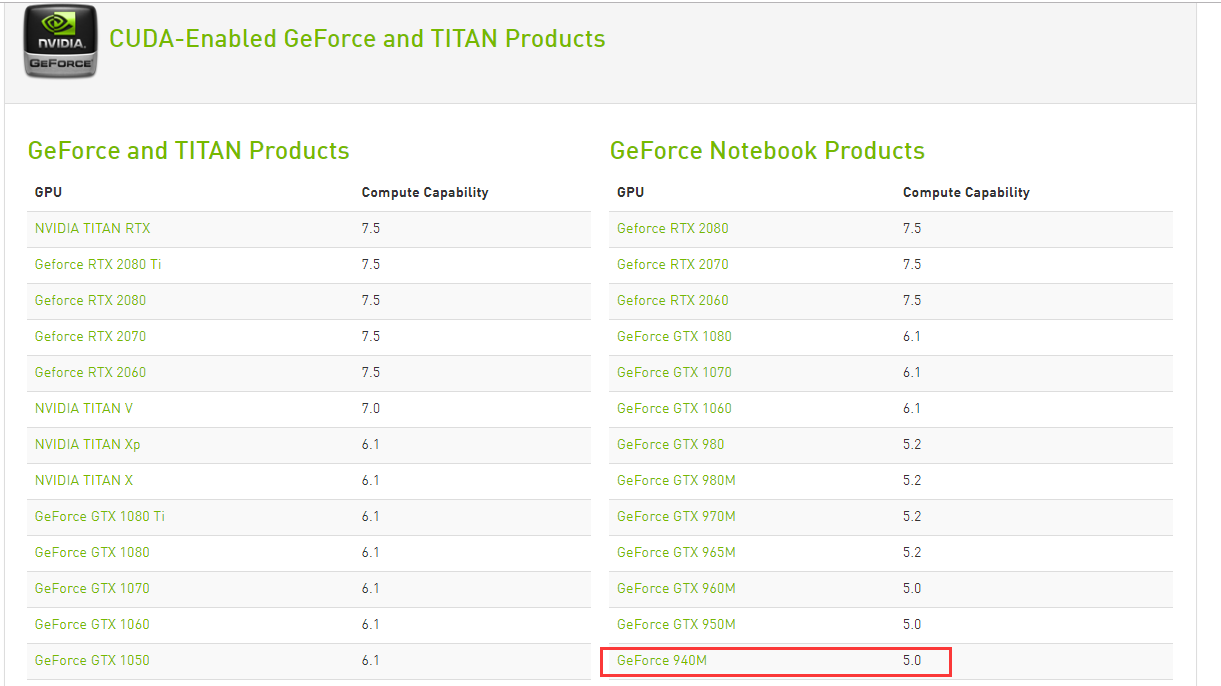 NVIDIA.
GEFORCE
CUDA-Enabled GeForce and TITAN Products
GeForce and TITAN Products
GPU Compute Capability
NVIDIA TITAN RTX 7.5
Geforce RTX 2080 Ti 7.5
Geforce RTX 2080 7.5
Geforce RTX 2070 7.5
Geforce RTX 2060 7.5
NVIDIA TITAN V 7.0
NVIDIA TITAN Xp 6.1
NVIDIA TITAN X 6.1
GeForce GTX 1080 Ti 6.1
GeForce GTX 1080 6.1
GeForce GTX 1070 6.1
GeForce GTX 1060 6.1
GeForce GTX 1050 6.1
GeForce Notebook Products
GPU Compute Capability
Geforce RTX 2080 7.5
Geforce RTX 2070 7.5
Geforce RTX 2060 7.5
GeForce GTX 1080 6.1
GeForce GTX 1070 6.1
GeForce GTX 1060 6.1
GeForce GTX 980 5.2
GeForce GTX 980M 5.2
GeForce GTX 970M 5.2
GeForce GTX 965M 5.2
GeForce GTX 960M 5.0
GeForce GTX 950M 5.0
GeForce 940M 5.0